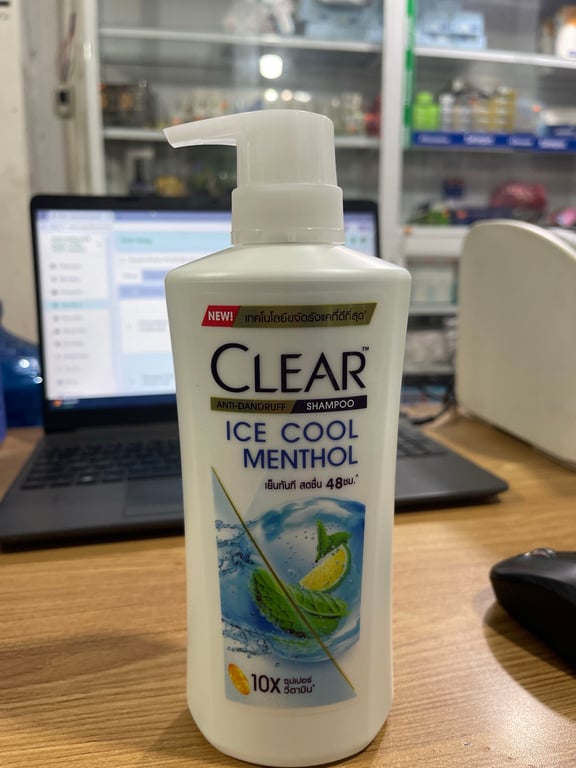 NEW! เทคโนโลยีขจัดรังแคที่ดีที่สุด¹
CLEAR™
ANTI-DANDRUFF SHAMPOO
ICE COOL
MENTHOL
เย็นทันที สดชื่น 48ชม.^
10X ซุปเปอร์
วิตามิน^